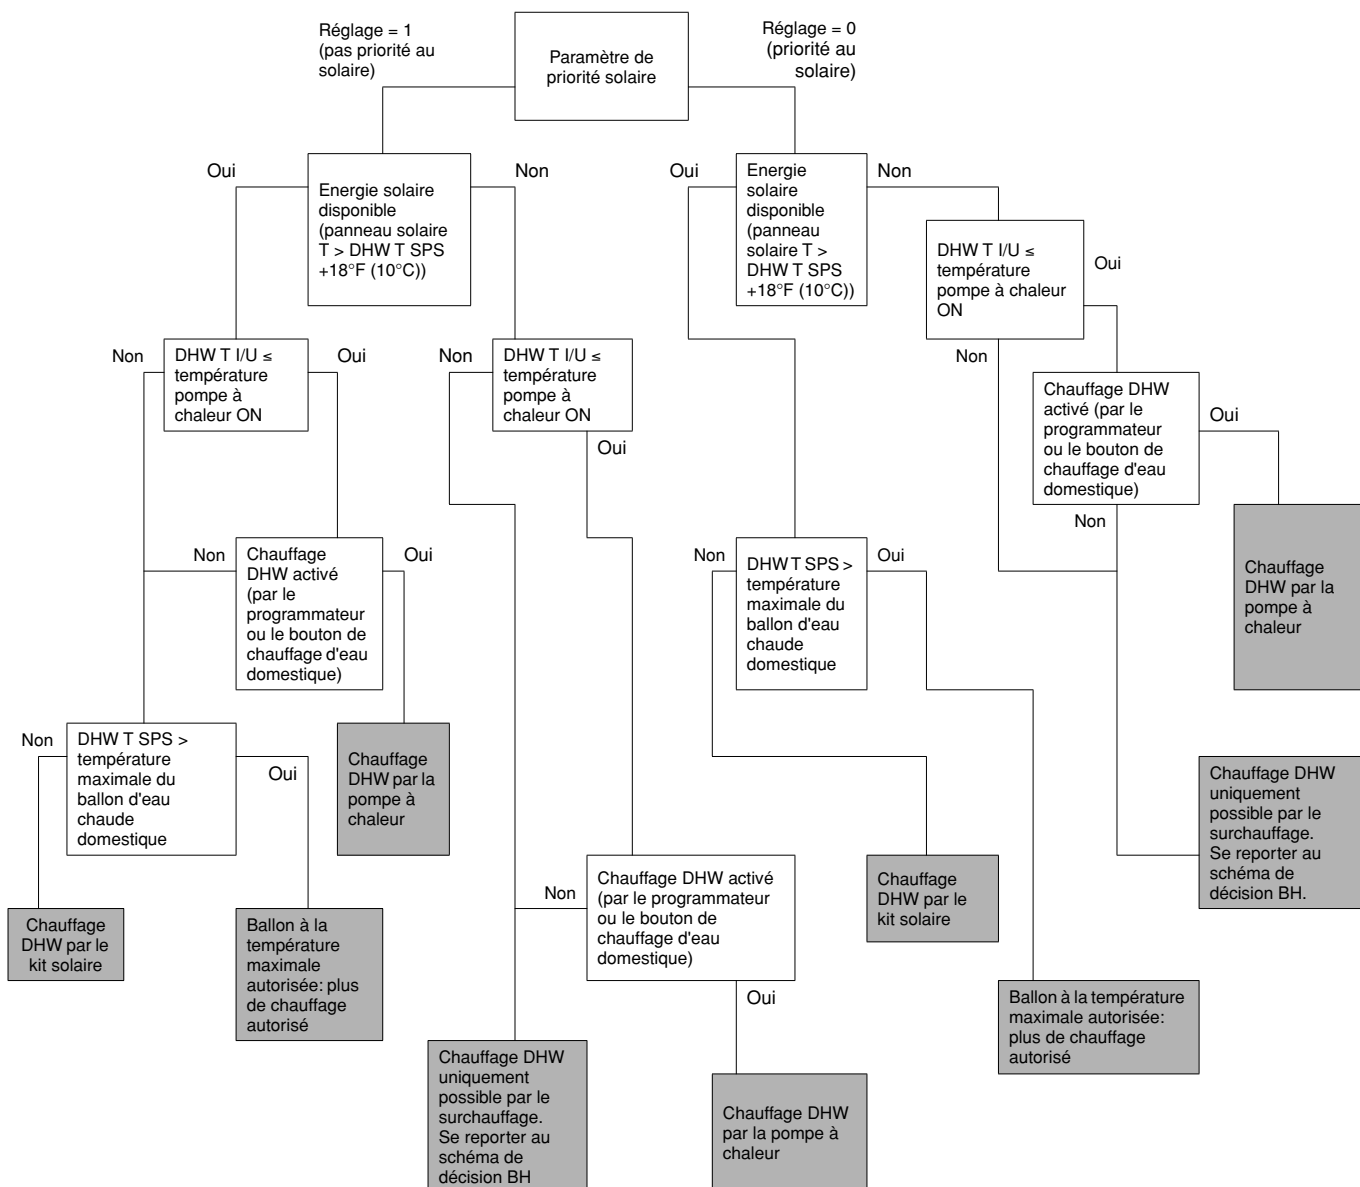 Réglage = 1
(pas priorité au
solaire)
Paramètre de
priorité solaire
Réglage = 0
(priorité au
solaire)
Oui
Energie solaire
disponible
(panneau solaire
T > DHW T SPS
+18°F (10°C))
Non
Oui
Energie
solaire
disponible
(panneau
solaire T >
DHW T SPS
+18°F (10°C))
Non
DHW T I/U ≤
température
pompe à chaleur
ON
Oui
Non
Non
DHW T I/U ≤
température
pompe à
chaleur ON
Oui
Non
DHW T I/U ≤
température
pompe à
chaleur ON
Oui
Chauffage DHW
activé (par le
programmateur
ou le bouton de
chauffage d'eau
domestique)
Oui
Non
Non
Chauffage
DHW activé
(par le
programmateur
ou le bouton de
chauffage d'eau
domestique)
Oui
Non
DHW T SPS >
température
maximale du
ballon d'eau
chaude
domestique
Oui
Chauffage
DHW par la
pompe à
chaleur
Non
DHW T SPS >
température
maximale du
ballon d'eau
chaude
domestique
Oui
Chauffage
DHW par la
pompe à
chaleur
Chauffage DHW
uniquement
possible par le
surchauffage.
Se reporter au
schéma de
décision BH.
Non
Chauffage DHW activé
(par le programmateur
ou le bouton de
chauffage d'eau
domestique)
Oui
Chauffage
DHW par le
kit solaire
Chauffage
DHW par le
kit solaire
Ballon à la
température
maximale
autorisée: plus
de chauffage
autorisé
Ballon à la température
maximale autorisée:
plus de chauffage
autorisé
Chauffage DHW
uniquement
possible par le
surchauffage.
Se reporter au
schéma de
décision BH
Chauffage DHW
par la pompe à
chaleur